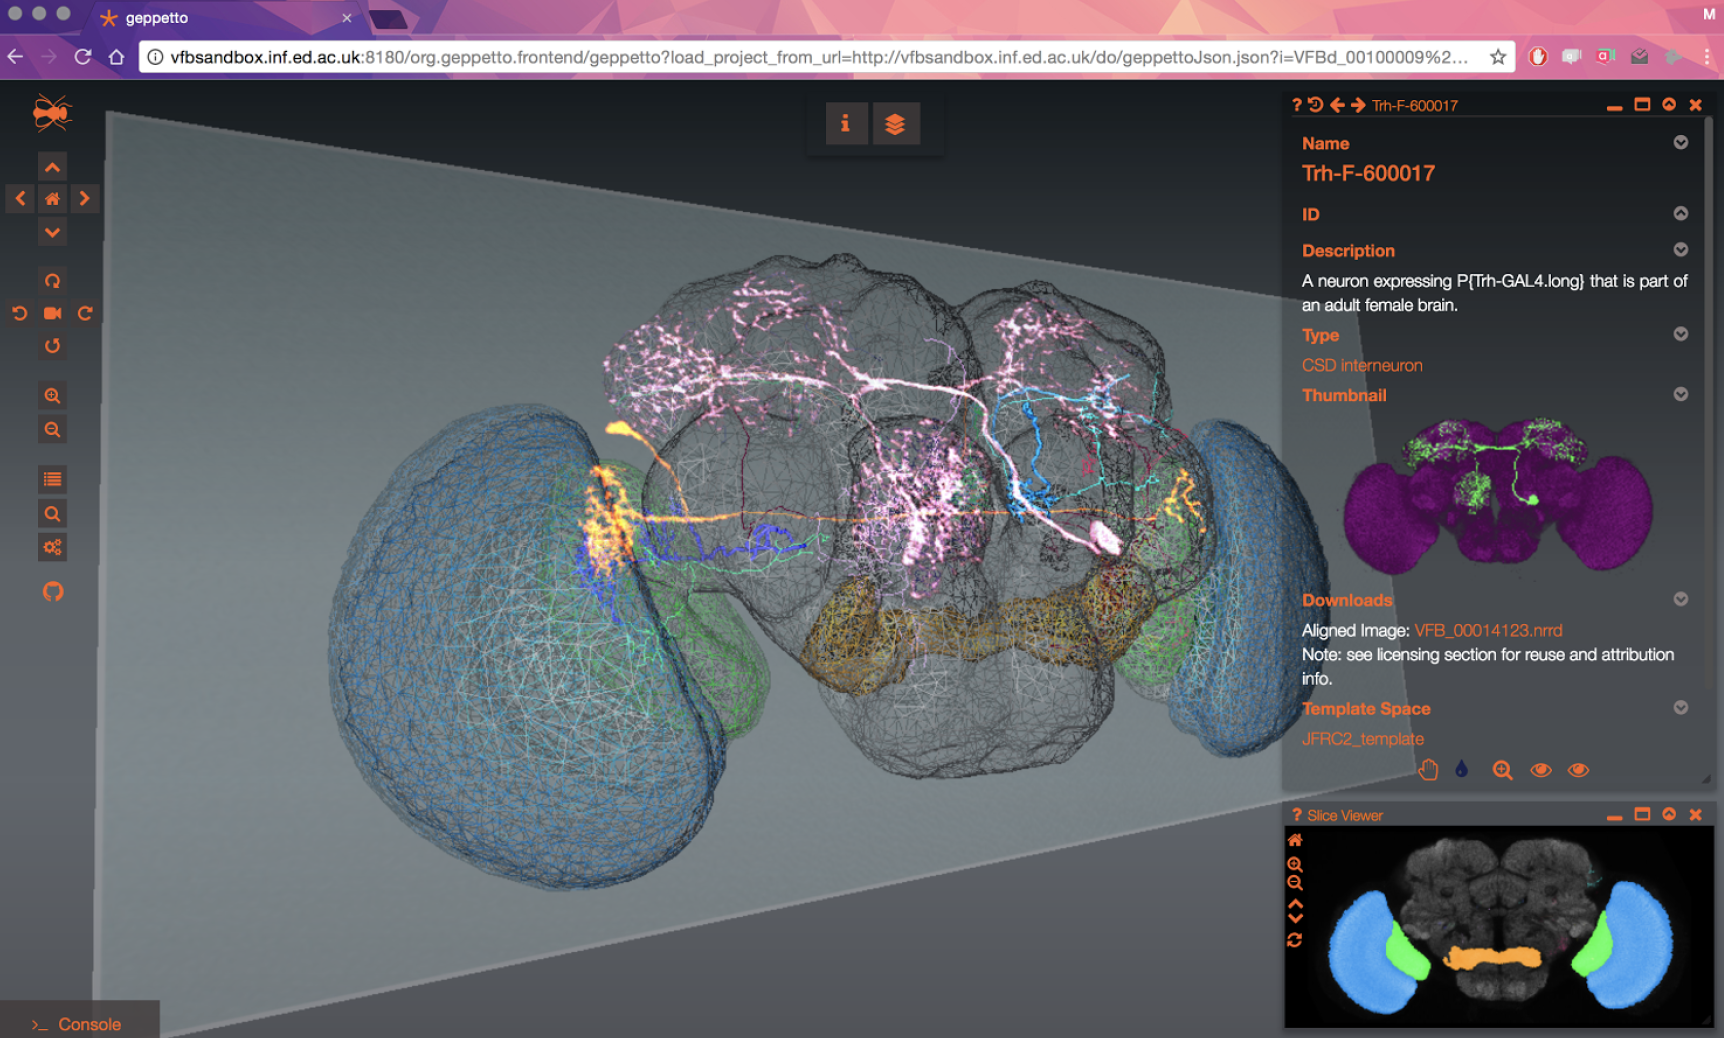 geppetto
M
vfbsandbox.inf.ed.ac.uk:8180/org.geppetto.frontend/geppetto?load_project_from_url=http://vfbsandbox.inf.ed.ac.uk/do/geppettoJson.json?i=VFBd_00100009%2...
Trh-F-600017
Name
Trh-F-600017
ID
Description
A neuron expressing P{Trh-GAL4.long} that is part of
an adult female brain.
Type
CSD interneuron
Thumbnail
Downloads
Aligned Image: VFB_00014123.nrrd
Note: see licensing section for reuse and attribution
info.
Template Space
JFRC2_template
? Slice Viewer
>_ Console